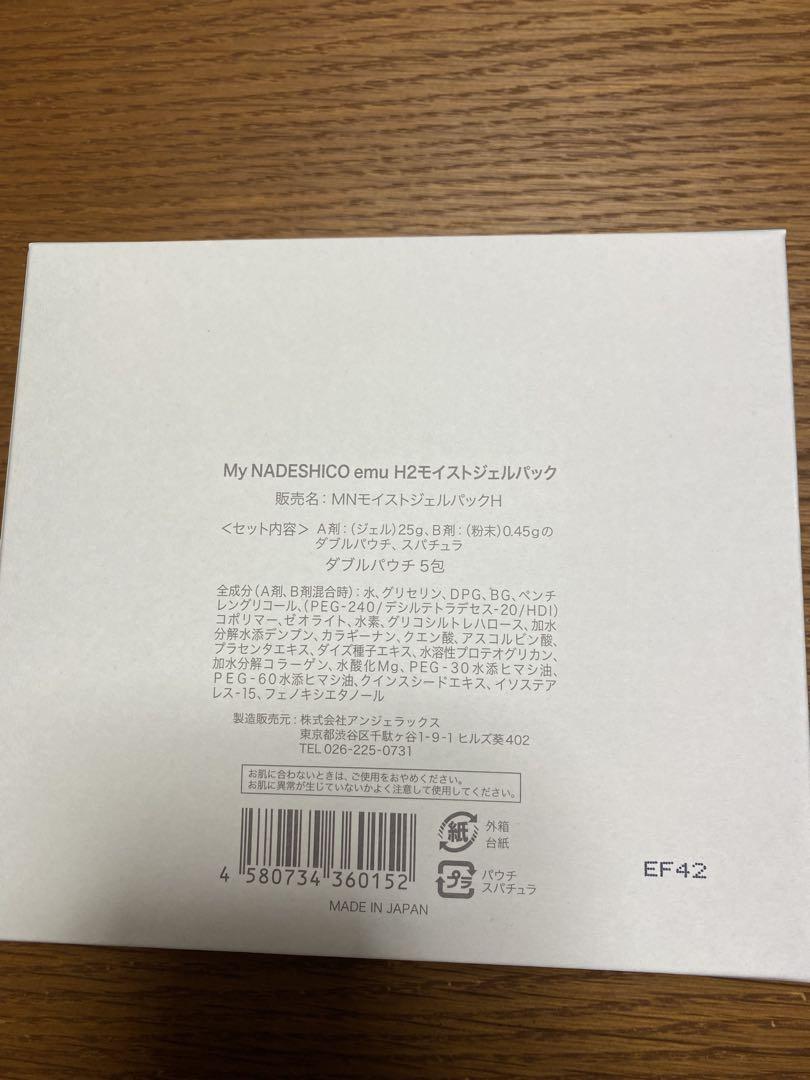 My NADESHICO emu H2モイストジェルパック
販売名：MNモイストジェルパックH
＜セット内容＞ A剤：（ジェル）25g、B剤：（粉末）0.45gの
ダブルパウチ、スパチュラ
ダブルパウチ 5包
全成分（A剤、B剤混合時）：水、グリセリン、DPG、BG、ペンチ
レングリコール、（PEG-240/デシルテトラデセス-20/HDI）
コポリマー、ゼオライト、水素、グリコシルトレハロース、加水
分解水添デンプン、カラギーナン、クエン酸、アスコルビン酸、
プラセンタエキス、ダイズ種子エキス、水溶性プロテオグリカン、
加水分解コラーゲン、水酸化Mg、PEG-30水添ヒマシ油、
PEG-60水添ヒマシ油、クインスシードエキス、イソステア
レス-15、フェノキシエタノール
製造販売元：株式会社アンジェラックス
東京都渋谷区千駄ヶ谷1-9-1 ヒルズ葵402
TEL 026-225-0731
お肌に合わないときは、ご使用をおやめください。
お肌に異常が生じていないかよく注意して使用してください。
紙 外箱
台紙
プラ パウチ
スパチュラ
4 580734 360152
MADE IN JAPAN
EF42